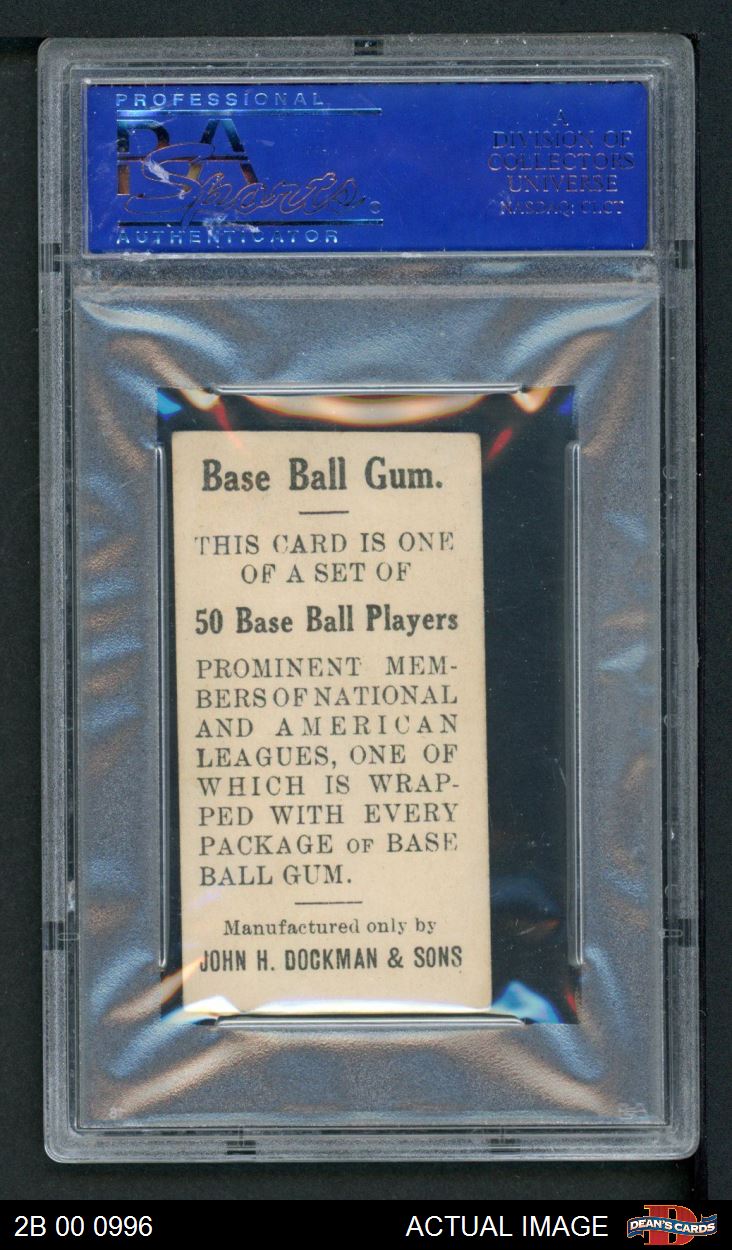 PROFESSIONAL
PSA
Sports
AUTHENTICATOR
A
DIVISION OF
COLLECTORS
UNIVERSE
NASDAQ: CLCT
Base Ball Gum.
THIS CARD IS ONE
OF A SET OF
50 Base Ball Players
PROMINENT MEM-
BERS OF NATIONAL
AND AMERICAN
LEAGUES, ONE OF
WHICH IS WRAP-
PED WITH EVERY
PACKAGE OF BASE
BALL GUM.
Manufactured only by
JOHN H. DOCKMAN & SONS
2B 00 0996
ACTUAL IMAGE
DEAN'S CARDS